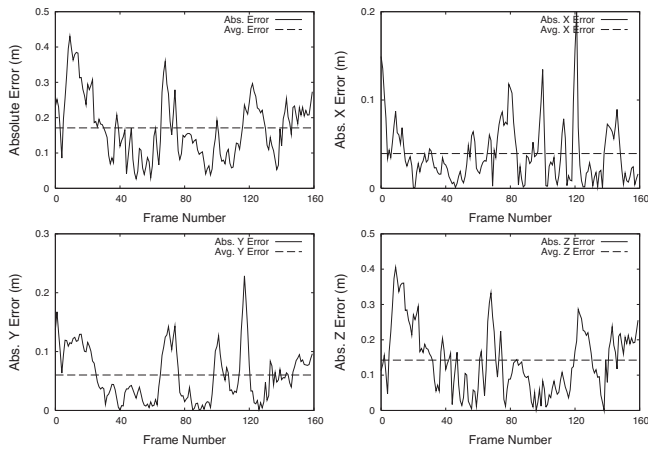 Absolute Error (m)
0.5
0.4
0.3
0.2
0.1
0
Abs. Error
Avg. Error
0 40 80 120 160
Frame Number
Abs. X Error (m)
0.2
0.1
0
Abs. X Error
Avg. X Error
0 40 80 120 160
Frame Number
Abs. Y Error (m)
0.3
0.2
0.1
0
Abs. Y Error
Avg. Y Error
0 40 80 120 160
Frame Number
Abs. Z Error (m)
0.5
0.4
0.3
0.2
0.1
0
Abs. Z Error
Avg. Z Error
0 40 80 120 160
Frame Number